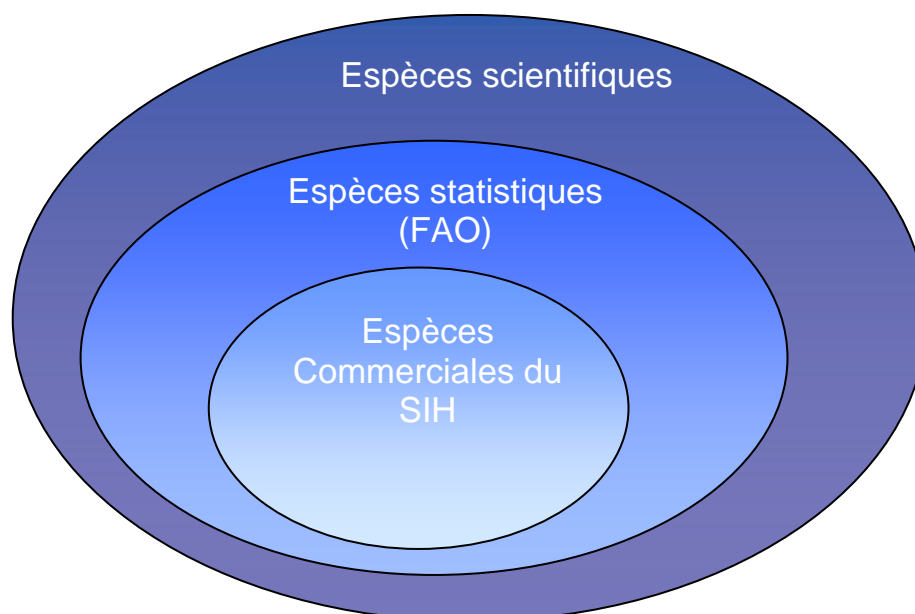 Espèces scientifiques
Espèces statistiques
(FAO)
Espèces
Commerciales du
SIH